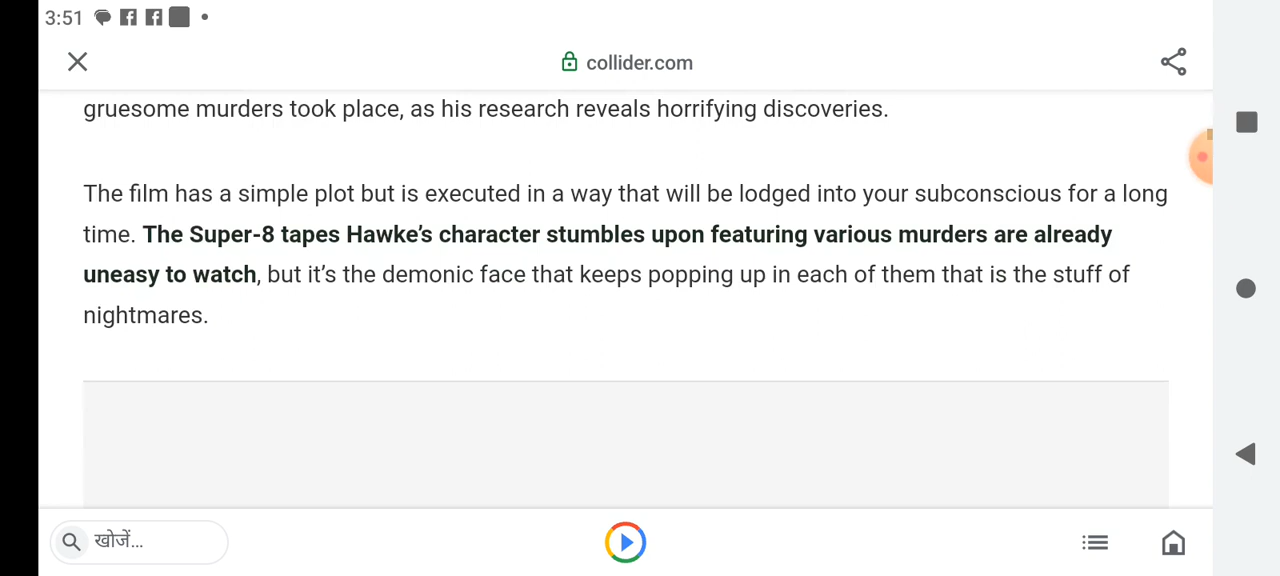 3:51
collider.com
gruesome murders took place, as his research reveals horrifying discoveries.
The film has a simple plot but is executed in a way that will be lodged into your subconscious for a long
time. The Super-8 tapes Hawke’s character stumbles upon featuring various murders are already
uneasy to watch, but it’s the demonic face that keeps popping up in each of them that is the stuff of
nightmares.
खोजें...